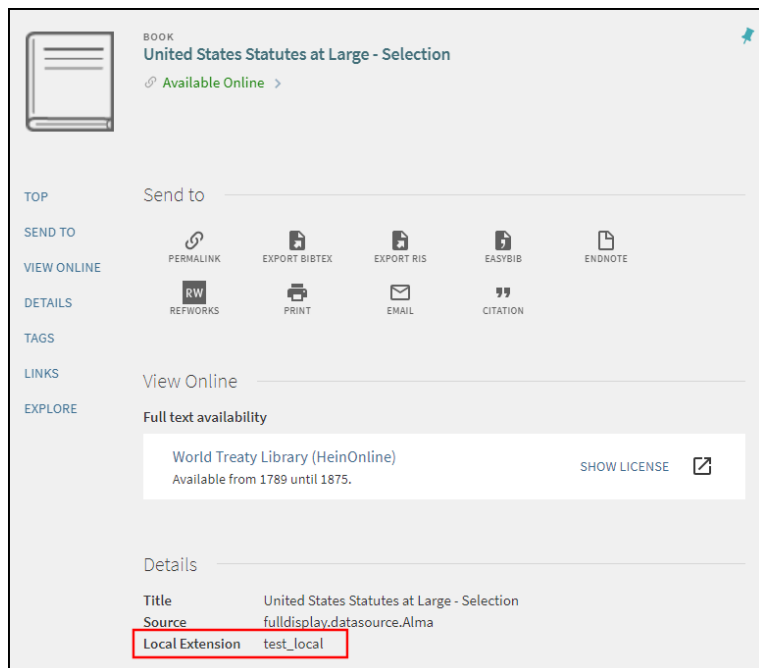 BOOK
United States Statutes at Large - Selection
Available Online
TOP
SEND TO
VIEW ONLINE
DETAILS
TAGS
LINKS
EXPLORE
Send to
PERMALINK
EXPORT BIBTEX
EXPORT RIS
EASYBIB
ENDNOTE
RW
REFWORKS
PRINT
EMAIL
CITATION
View Online
Full text availability
World Treaty Library (HeinOnline)
Available from 1789 until 1875.
SHOW LICENSE
Details
Title United States Statutes at Large - Selection
Source fulldisplay.datasource.Alma
Local Extension test_local